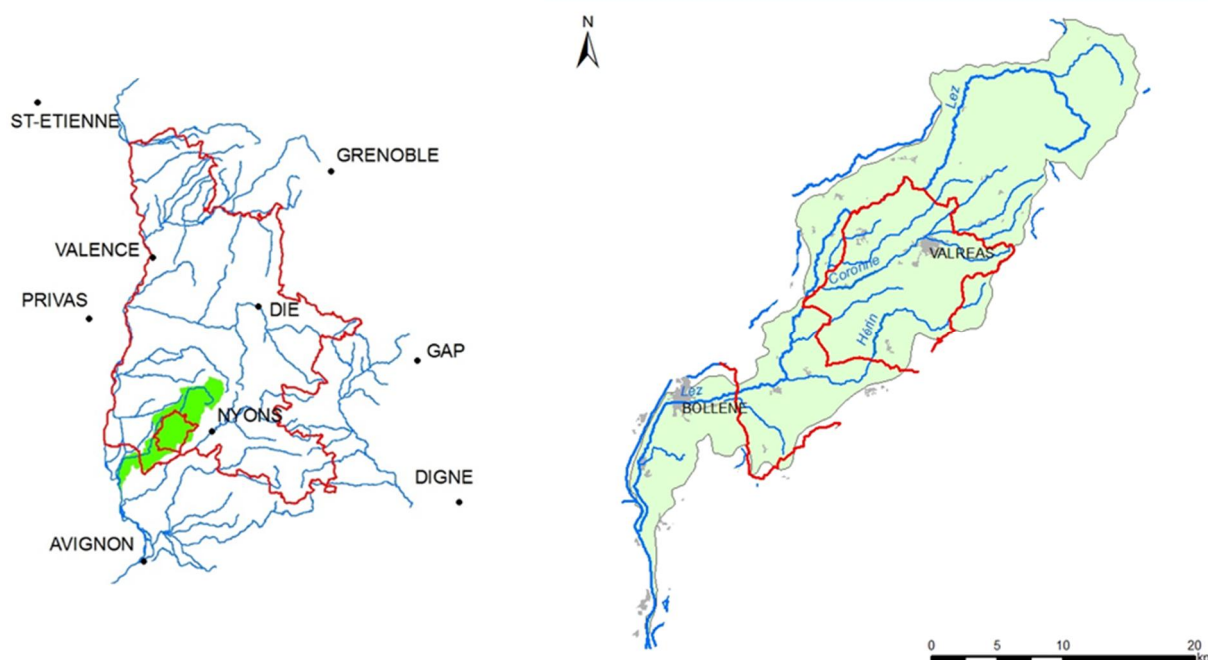 ST-ETIENNE
GRENOBLE
VALENCE
PRIVAS
DIE
GAP
NYONS
DIGNE
AVIGNON
N
Lez
VALREAS
Coronne
Hérin
Lez
BOLLENE
0 5 10 20
km